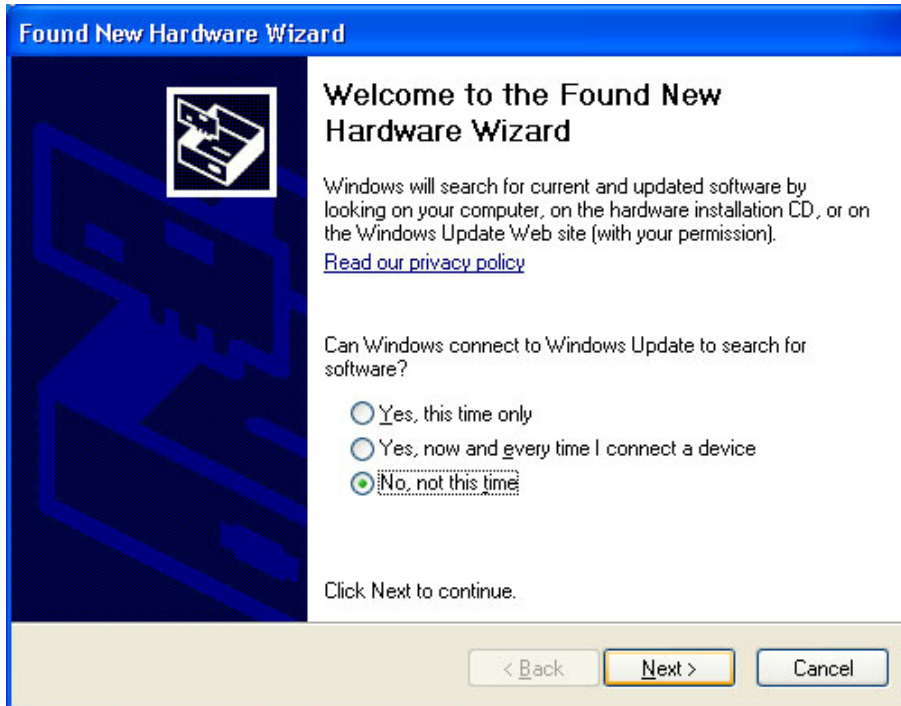 Found New Hardware Wizard
Welcome to the Found New
Hardware Wizard
Windows will search for current and updated software by
looking on your computer, on the hardware installation CD, or on
the Windows Update Web site (with your permission).
Read our privacy policy
Can Windows connect to Windows Update to search for
software?
Yes, this time only
Yes, now and every time I connect a device
No, not this time
Click Next to continue.
< Back
Next >
Cancel